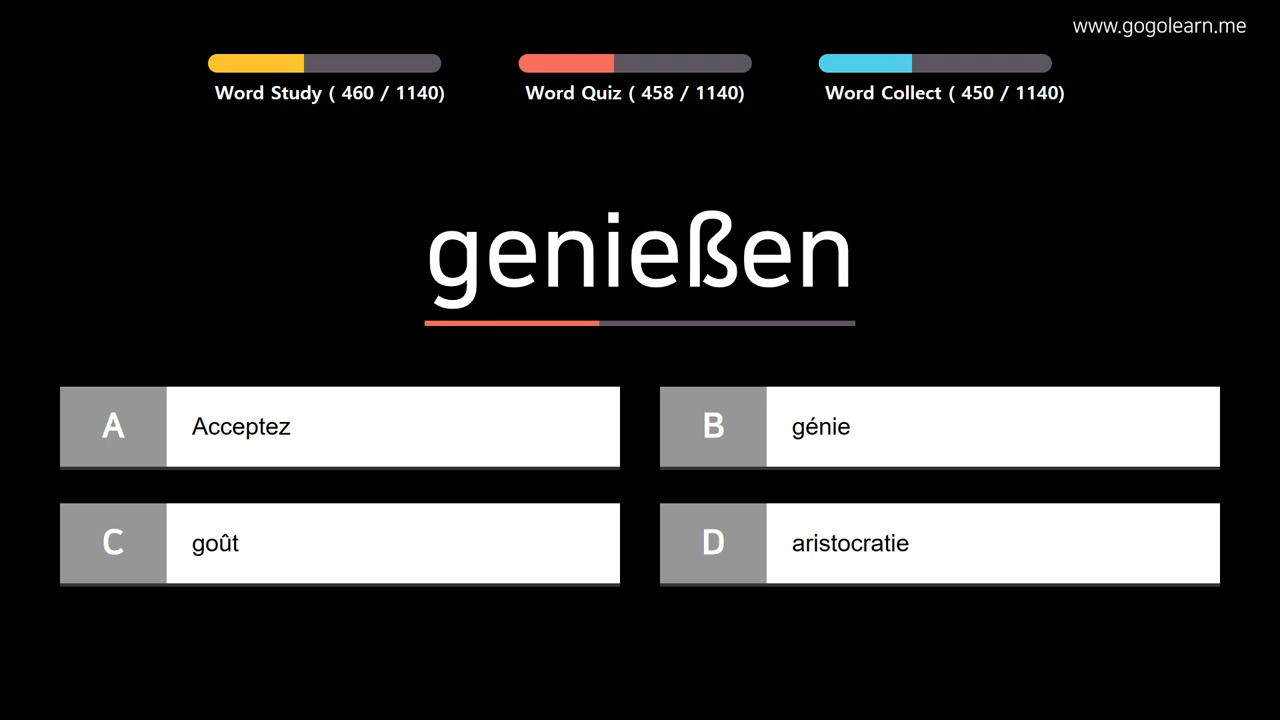 www.gogolearn.me
Word Study ( 460 / 1140)
Word Quiz ( 458 / 1140)
Word Collect ( 450 / 1140)
genießen
A
Acceptez
B
génie
C
goût
D
aristocratie